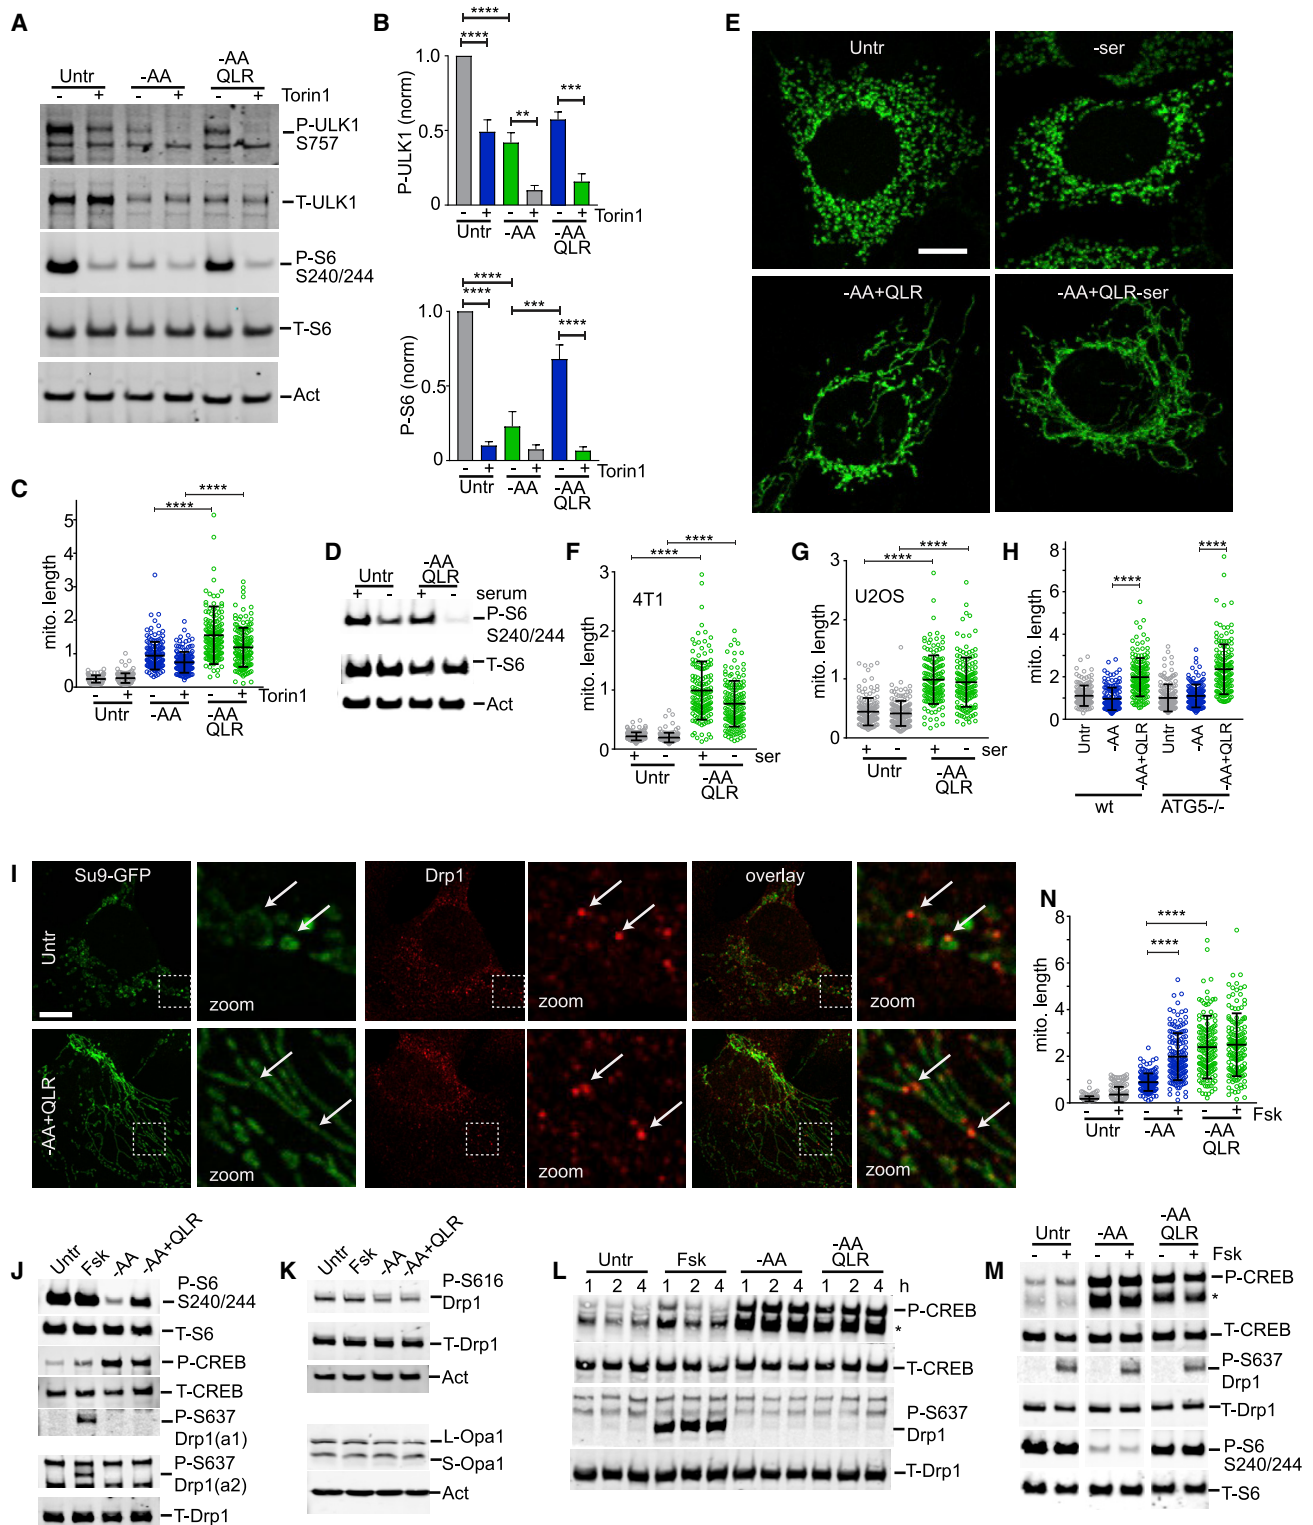 A
Untr
-AA
-AA
QLR
- + - + - + Torin1
P-ULK1
S757
T-ULK1
P-S6
S240/244
T-S6
Act
B
****
****
**
***
1.0
0.5
0
P-ULK1 (norm)
- + - + - + Torin1
Untr
-AA
-AA
QLR
****
****
***
****
1.0
0.5
0
P-S6 (norm)
- + - + - + Torin1
Untr
-AA
-AA
QLR
C
****
****
5
4
3
2
1
0
mito. length
- + - + - + Torin1
Untr
-AA
-AA
QLR
D
Untr
-AA
QLR
+ - + - serum
P-S6
S240/244
T-S6
Act
E
Untr
-ser
-AA+QLR
-AA+QLR-ser
F
****
****
3
2
1
0
4T1
mito. length
+ - + - ser
Untr
-AA
QLR
G
****
****
3
2
1
0
U2OS
mito. length
+ - + - ser
Untr
-AA
QLR
H
****
****
8
6
4
2
0
mito. length
Untr
-AA
-AA+QLR
Untr
-AA
-AA+QLR
wt
ATG5-/-
I
Su9-GFP
Drp1
overlay
Untr
zoom
zoom
zoom
-AA+QLR
zoom
zoom
zoom
N
****
****
8
6
4
2
0
mito. length
- + - + - + Fsk
Untr
-AA
-AA
QLR
J
Untr
Fsk
-AA
-AA+QLR
P-S6
S240/244
T-S6
P-CREB
T-CREB
P-S637
Drp1(a1)
P-S637
Drp1(a2)
T-Drp1
K
Untr
Fsk
-AA
-AA+QLR
P-S616
Drp1
T-Drp1
Act
L-Opa1
S-Opa1
Act
L
Untr
Fsk
-AA
-AA
QLR
1 2 4 1 2 4 1 2 4 1 2 4 h
P-CREB
*
T-CREB
P-S637
Drp1
T-Drp1
M
Untr
-AA
-AA
QLR
- + - + - + Fsk
P-CREB
*
T-CREB
P-S637
Drp1
T-Drp1
P-S6
S240/244
T-S6